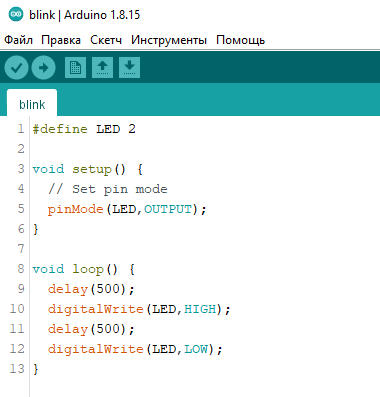 blink | Arduino 1.8.15
Файл Правка Скетч Инструменты Помощь
blink
1 #define LED 2
2
3 void setup() {
4   // Set pin mode
5   pinMode(LED,OUTPUT);
6 }
7
8 void loop() {
9   delay(500);
10   digitalWrite(LED,HIGH);
11   delay(500);
12   digitalWrite(LED,LOW);
13 }